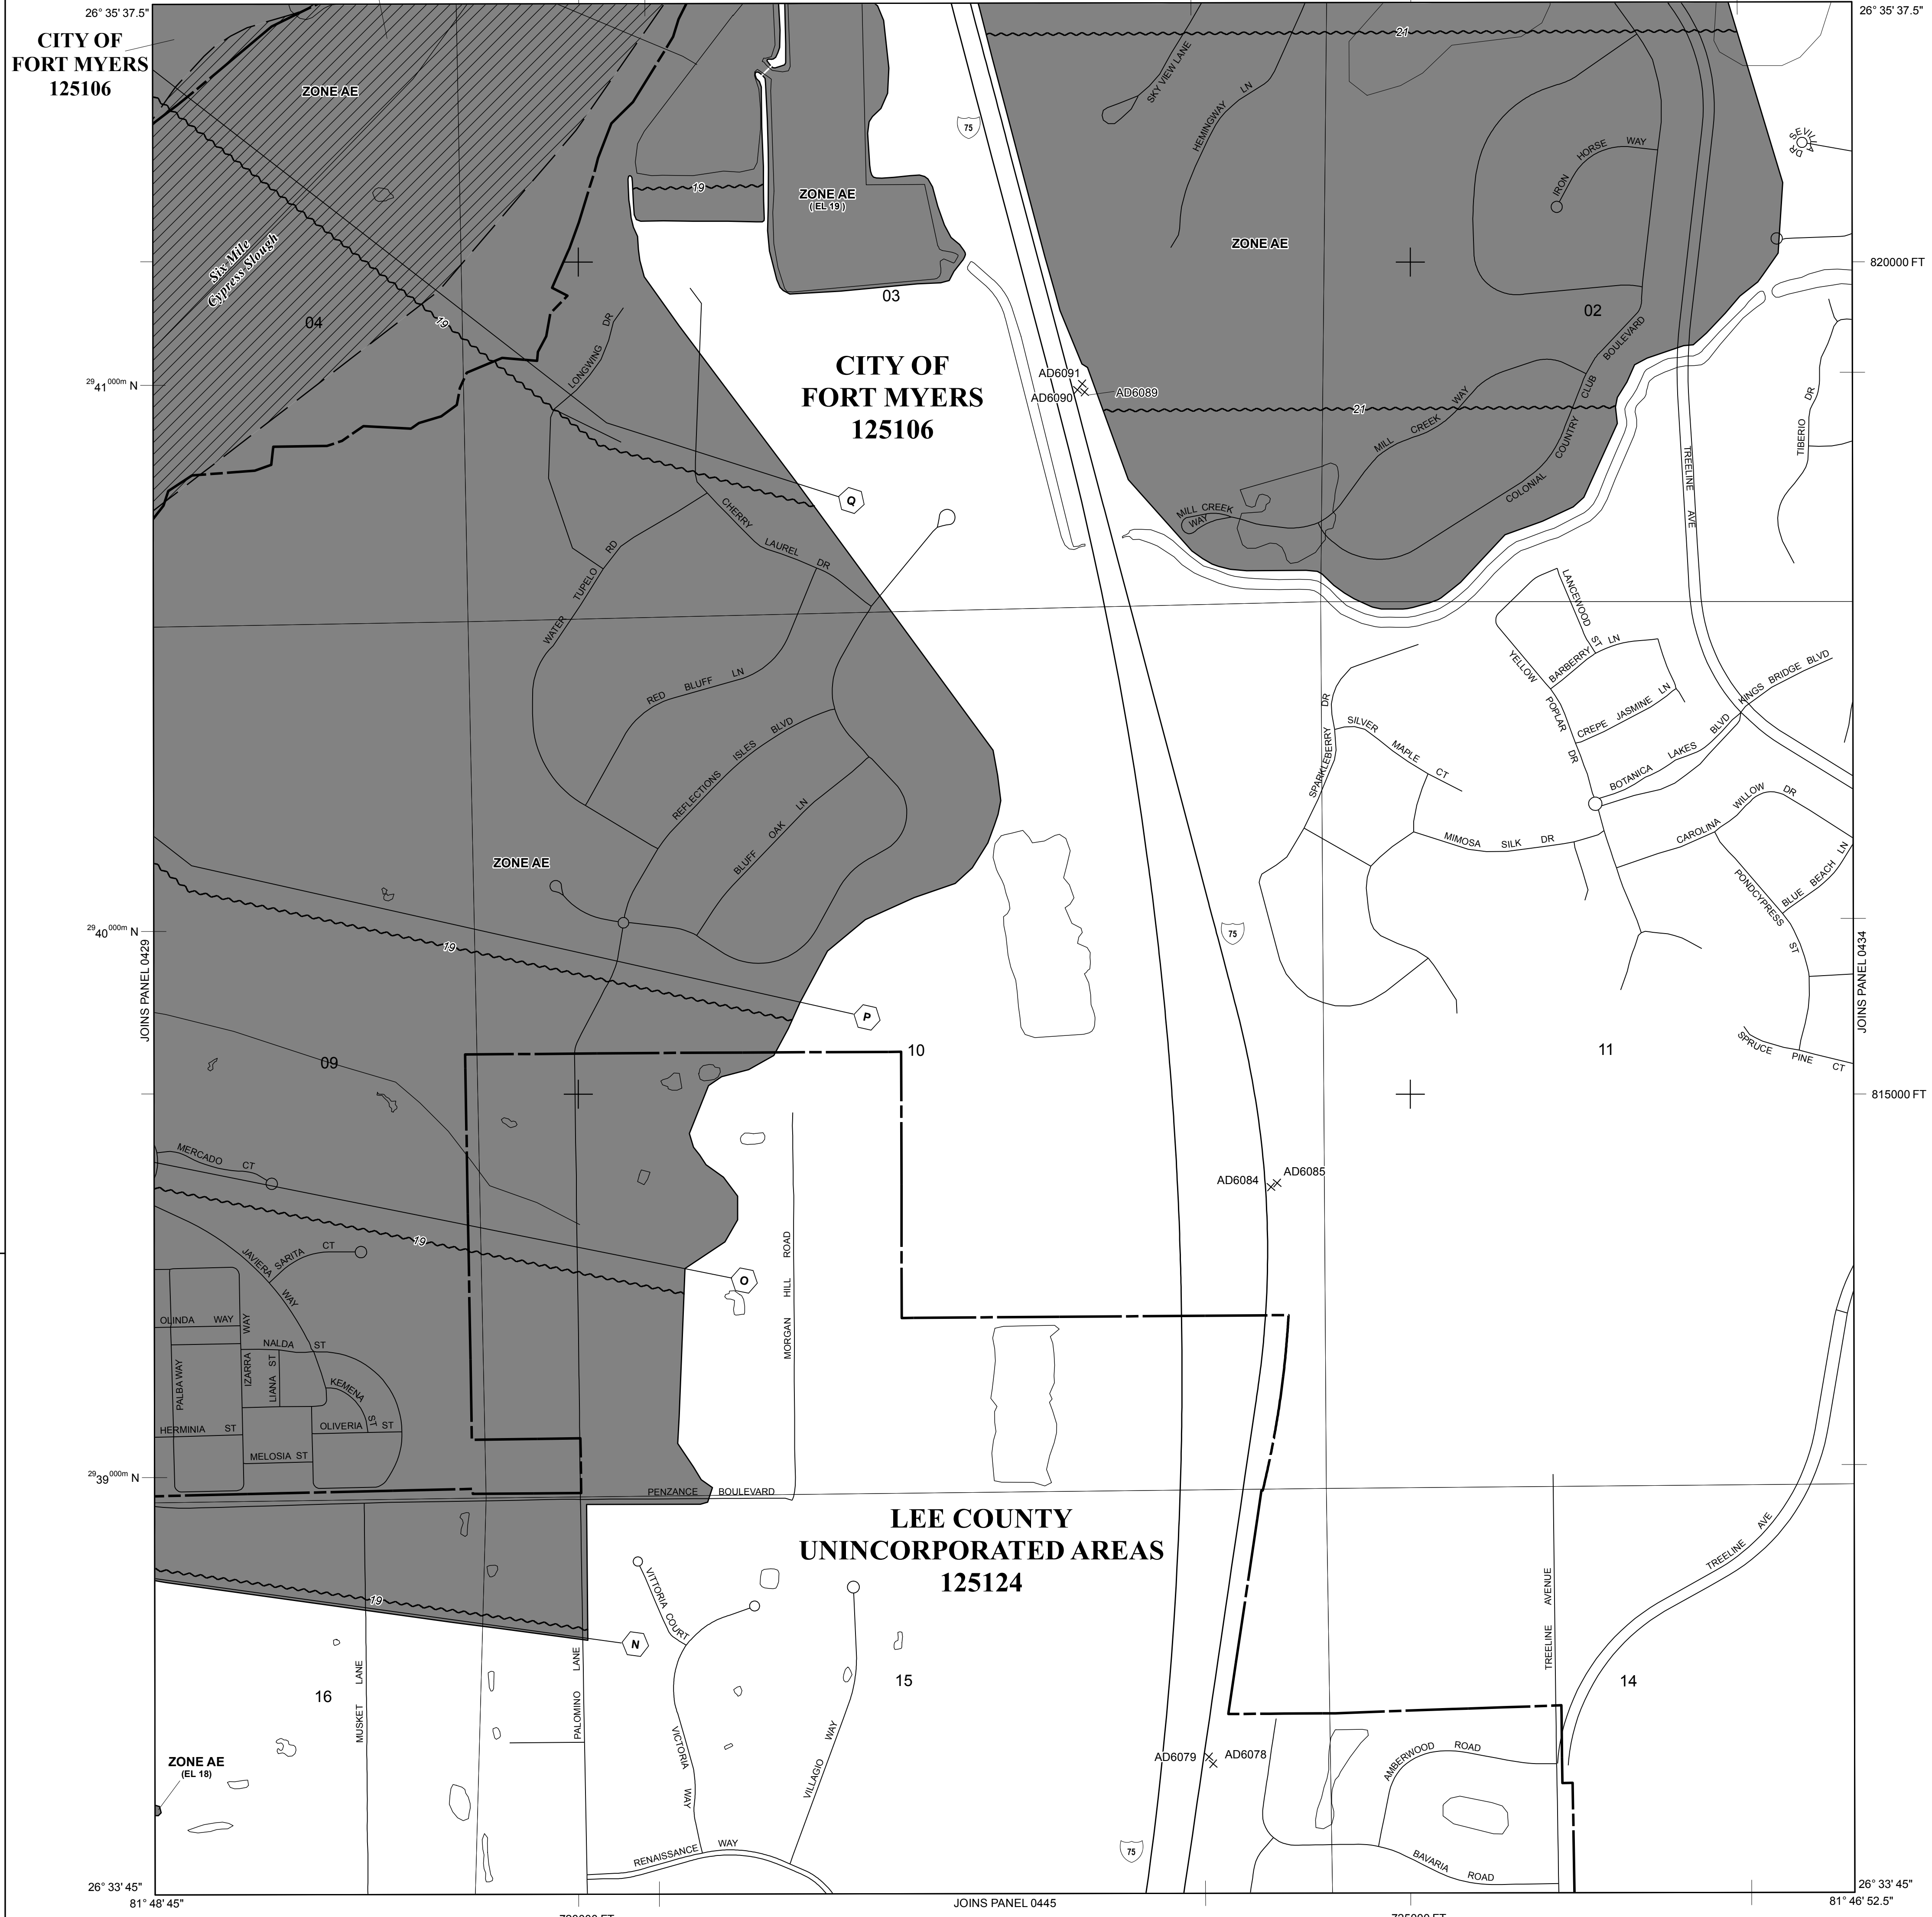 26° 35' 37.5"
26° 35' 37.5"
CITY OF
FORT MYERS
125106
ZONE AE
21
SKY VIEW LANE
HEMINGWAY LN
75
IRON HORSE WAY
SEVILLA DR
19
ZONE AE
( EL 19 )
ZONE AE
Six Mile
Cypress Slough
820000 FT
03
02
04
19
LONGWING DR
BOULEVARD
CITY OF
FORT MYERS
125106
AD6091
AD6090
AD6089
2941000m N
21
MILL CREEK WAY
COLONIAL COUNTRY CLUB
TIBERIO DR
TREELINE AVE
Q
CHERRY LAUREL DR
MILL CREEK
WAY
WATER TUPELO RD
LANCEWOOD ST
BARBERRY LN
YELLOW POPLAR DR
KINGS BRIDGE BLVD
RED BLUFF LN
CREPE JASMINE LN
SPARKLEBERRY DR
SILVER MAPLE CT
REFLECTIONS ISLES BLVD
BOTANICA LAKES BLVD
CAROLINA WILLOW DR
BLUFF OAK LN
MIMOSA SILK DR
ZONE AE
PONDCYPRESS ST
BLUE BEACH LN
2940000m N
19
75
JOINS PANEL 0429
JOINS PANEL 0434
P
10
11
09
SPRUCE PINE CT
815000 FT
MERCADO CT
AD6084
AD6085
19
JAVIERA WAY
SARITA CT
O
MORGAN HILL ROAD
OLINDA WAY
IZARRA WAY
NALDA ST
PALBA WAY
LIANA ST
KEMENA ST
HERMINIA ST
OLIVERIA ST
MELOSIA ST
2939000m N
PENZANCE BOULEVARD
LEE COUNTY
UNINCORPORATED AREAS
125124
TREELINE AVE
19
VITTORIA COURT
TREELINE AVENUE
N
MUSKET LANE
PALOMINO LANE
16
15
14
VICTORIA WAY
VILLAGIO WAY
AD6079
AD6078
AMBERWOOD ROAD
ZONE AE
(EL 18)
RENAISSANCE WAY
75
BAVARIA ROAD
26° 33' 45"
26° 33' 45"
81° 48' 45"
JOINS PANEL 0445
81° 46' 52.5"